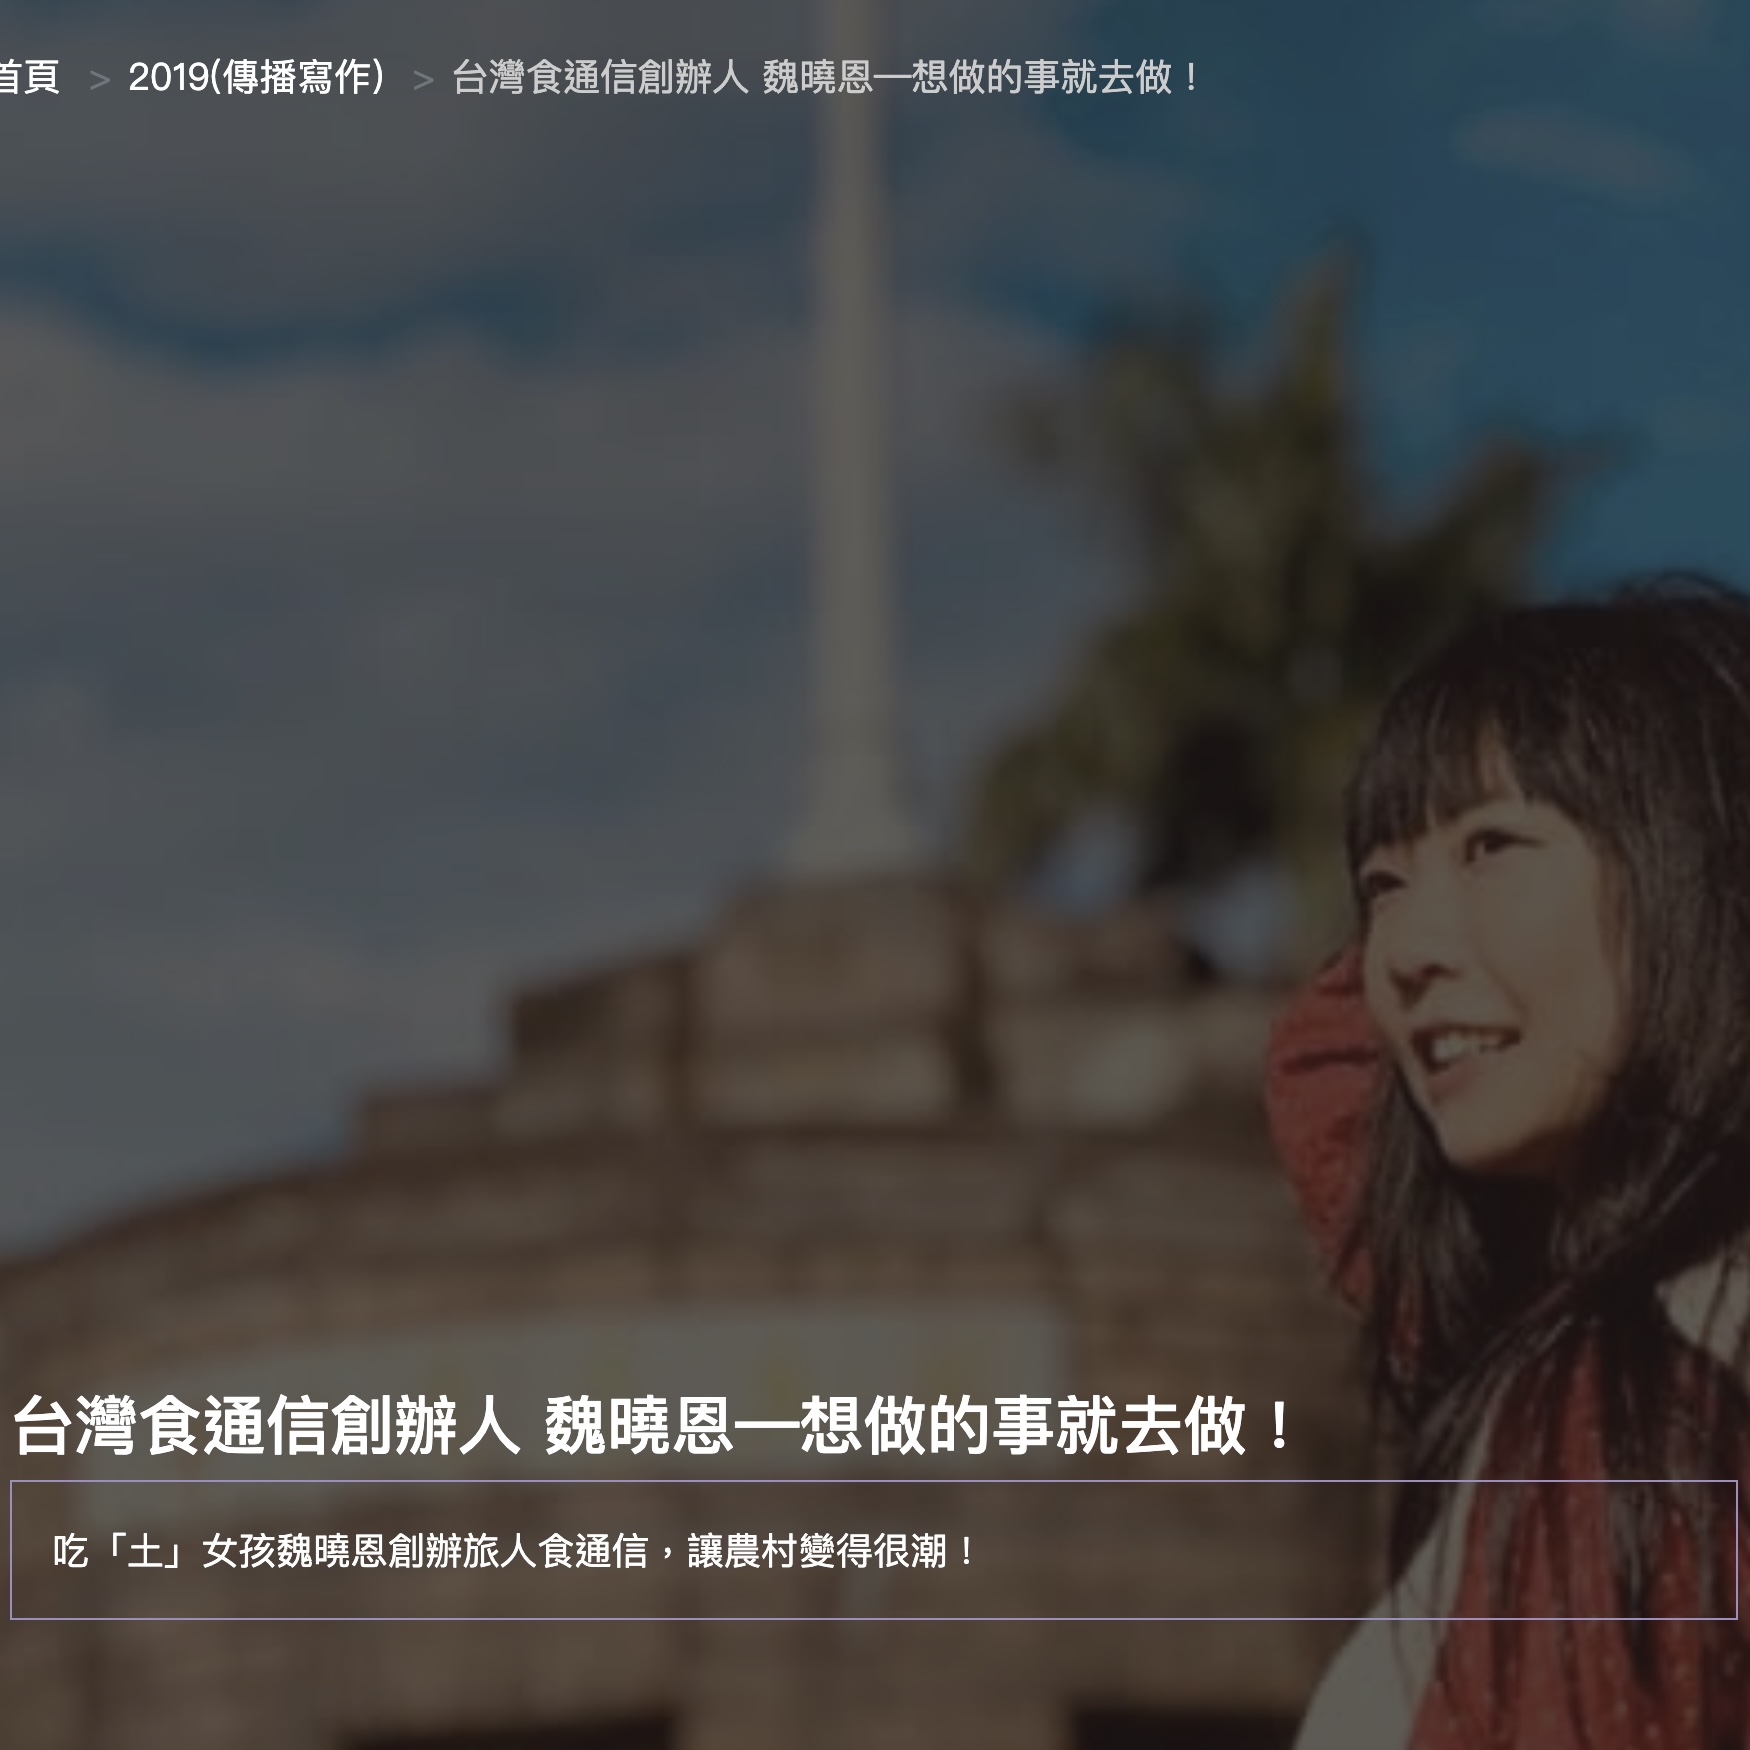 首頁 > 2019(傳播寫作) > 台灣食通信創辦人 魏曉恩—想做的事就去做！
台灣食通信創辦人 魏曉恩—想做的事就去做！
吃「土」女孩魏曉恩創辦旅人食通信，讓農村變得很潮！